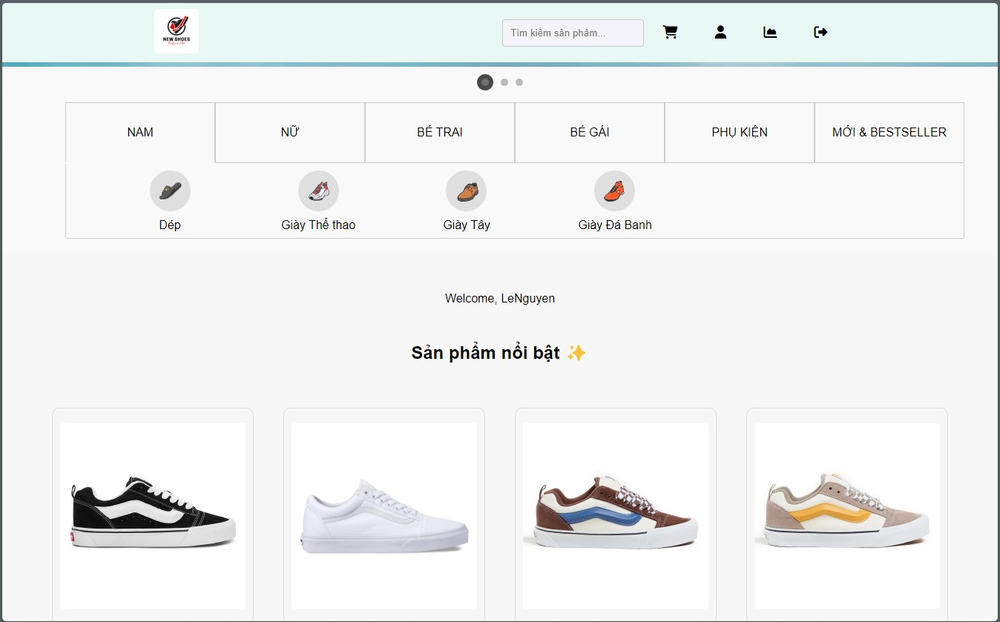 NEW SHOES
Tìm kiếm sản phẩm...
NAM
NỮ
BÉ TRAI
BÉ GÁI
PHỤ KIỆN
MỚI & BESTSELLER
Dép
Giày Thể thao
Giày Tây
Giày Đá Banh
Welcome, LeNguyen
Sản phẩm nổi bật ✨